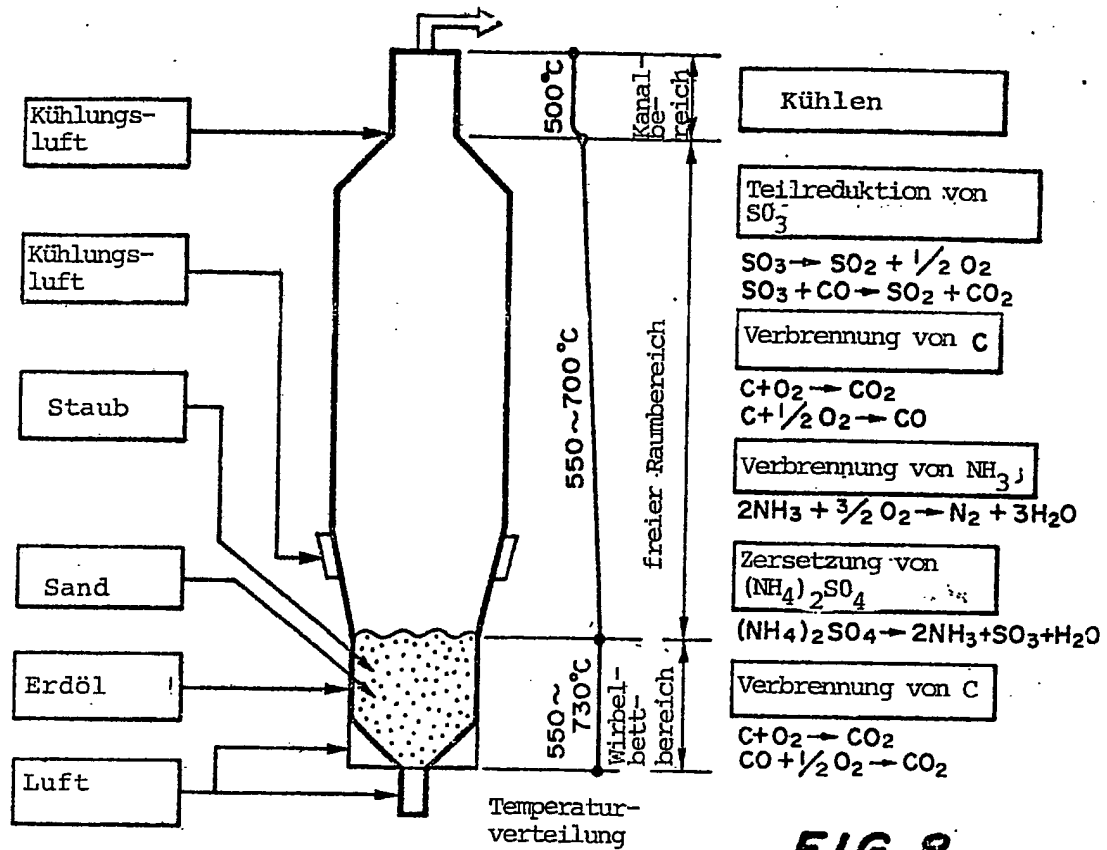 Kühlungs-
luft
Kühlungs-
luft
Staub
Sand
Erdöl
Luft
500°C
Kanal-
be-
reich
550~700°C
freier Raumbereich
550~
730°C
Wirbel-
bett-
bereich
Temperatur-
verteilung
Kühlen
Teilreduktion von
SO₃
SO₃ → SO₂ + 1/2 O₂
SO₃ + CO → SO₂ + CO₂
Verbrennung von C
C+O₂ → CO₂
C+1/2 O₂ → CO
Verbrennung von NH₃
2NH₃ + 3/2 O₂ → N₂ + 3H₂O
Zersetzung von
(NH₄)₂SO₄
(NH₄)₂SO₄ → 2NH₃+SO₃+H₂O
Verbrennung von C
C+O₂ → CO₂
CO+1/2 O₂ → CO₂